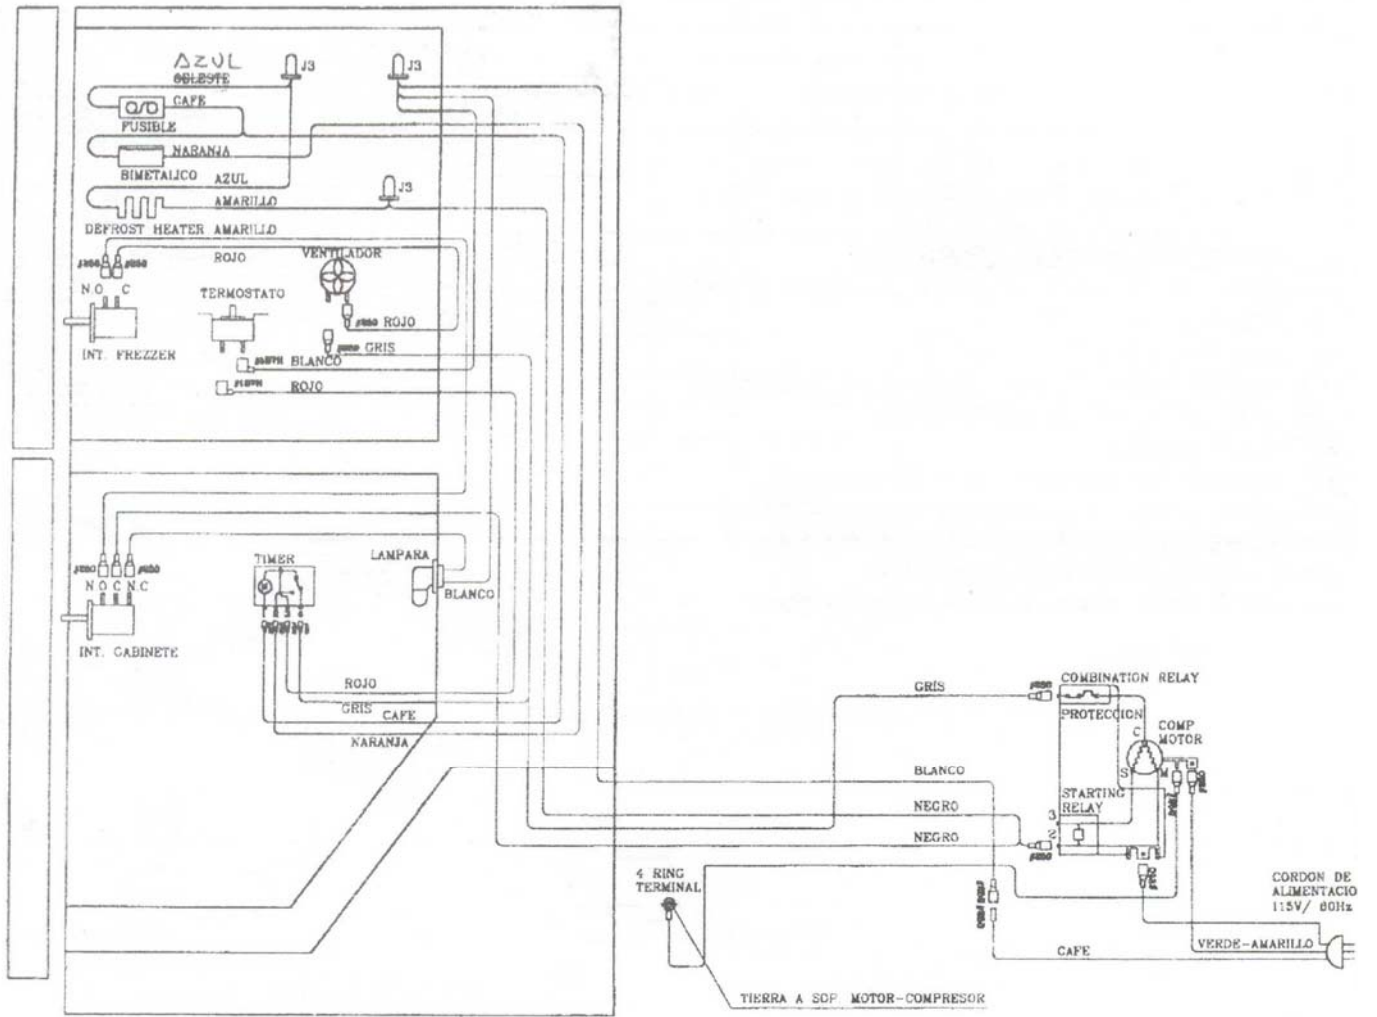 AZUL
CELESTE
J3
J3
CAFE
FUSIBLE
NARANJA
BIMETALICO
AZUL
J3
AMARILLO
DEFROST HEATER AMARILLO
ROJO
VENTILADOR
N.O C
TERMOSTATO
ROJO
INT. FREZZER
GRIS
BLANCO
ROJO
TIMER
LAMPARA
N.O C N.C
M
BLANCO
INT. GABINETE
ROJO
GRIS
CAFE
NARANJA
GRIS
COMBINATION RELAY
PROTECCION
C
COMP
MOTOR
S
M
BLANCO
STARTING
RELAY
NEGRO
3
2
NEGRO
4 RING
TERMINAL
CORDON DE
ALIMENTACIO
115V/ 60Hz
VERDE-AMARILLO
CAFE
TIERRA A SOP. MOTOR-COMPRESOR